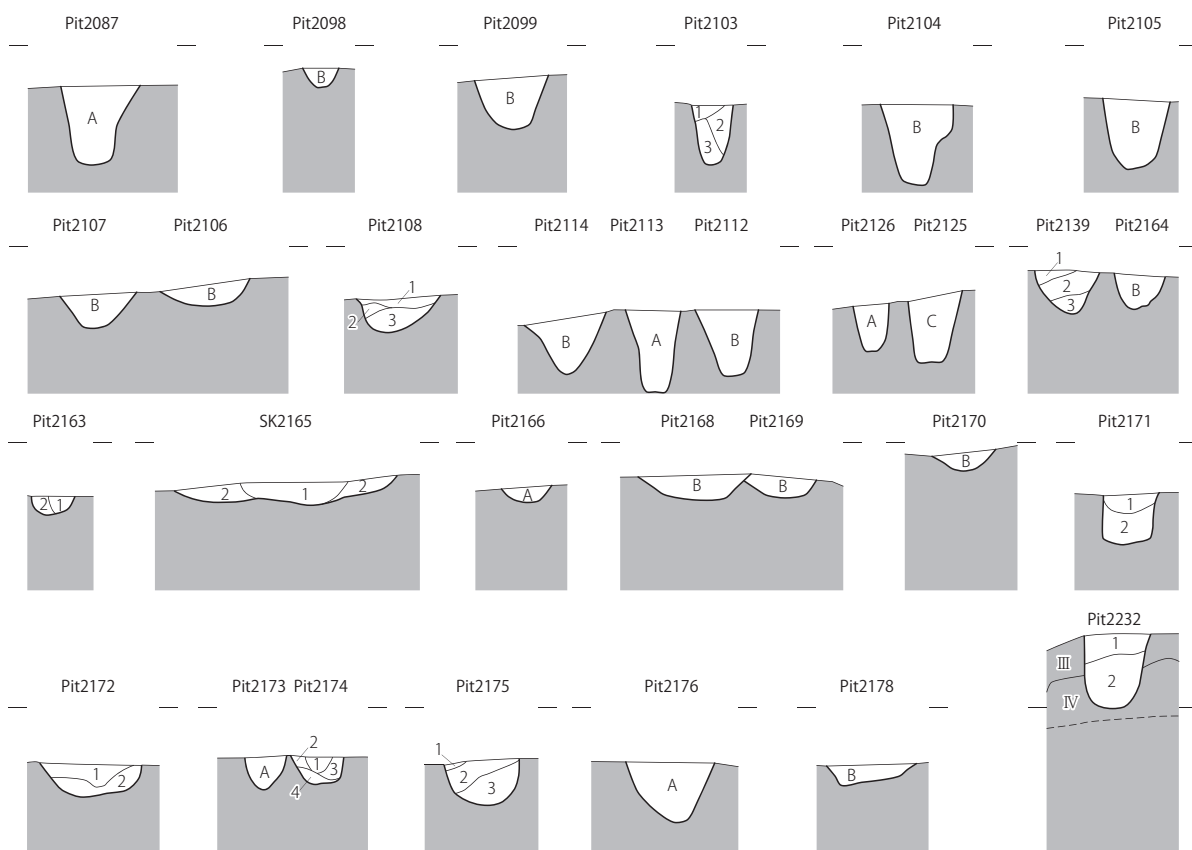 Pit2087 Pit2098 Pit2099 Pit2103 Pit2104 Pit2105
A B B 1 2 3 B B
Pit2107 Pit2106 Pit2108 Pit2114 Pit2113 Pit2112 Pit2126 Pit2125 Pit2139 Pit2164
B B 1 2 3 B A B A C 1 2 3 B
Pit2163 SK2165 Pit2166 Pit2168 Pit2169 Pit2170 Pit2171
2 1 2 1 2 A B B B 1 2
Pit2232
1 2 Ⅲ Ⅳ
Pit2172 Pit2173 Pit2174 Pit2175 Pit2176 Pit2178
1 2 A 2 1 3 4 1 2 3 A B